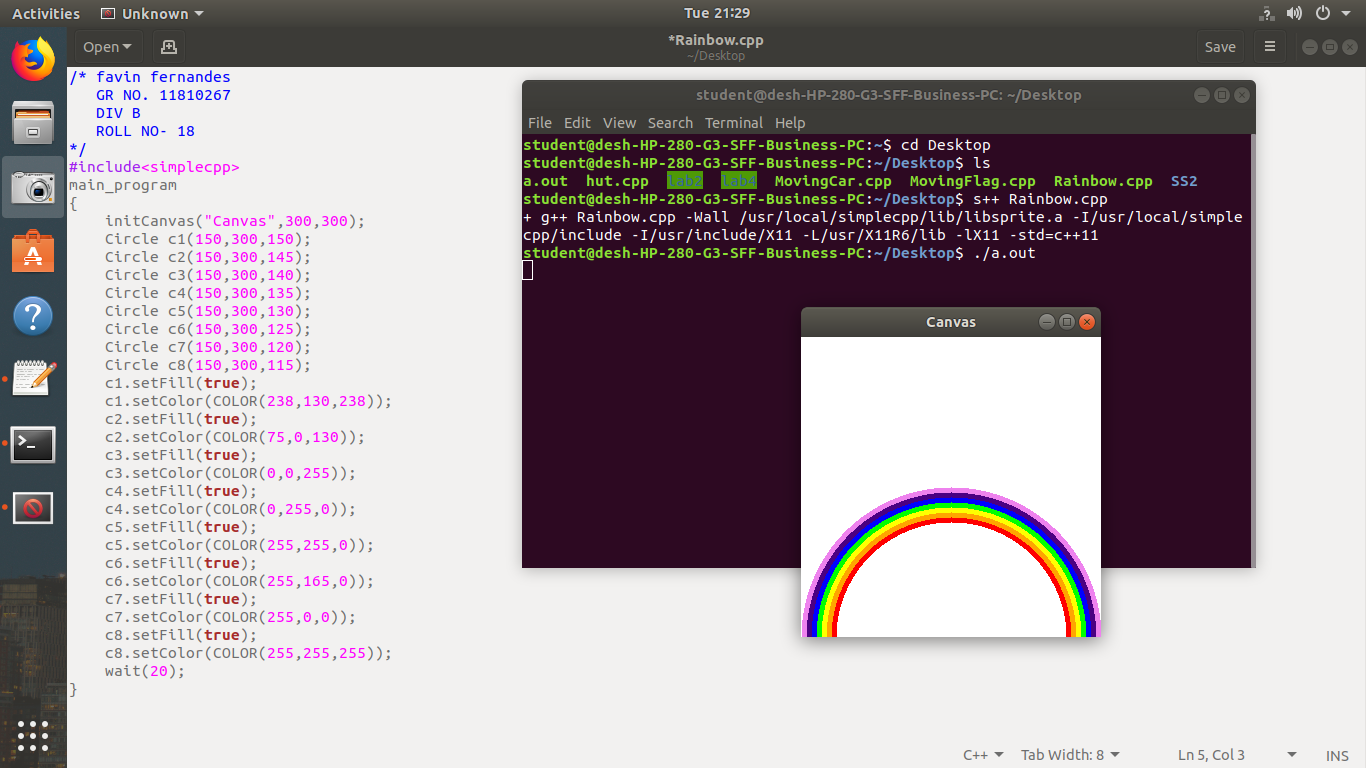 Activities Unknown Tue 21:29
Open *Rainbow.cpp Save
~/Desktop
/* favin fernandes
GR NO. 11810267
DIV B
ROLL NO- 18
*/
#include<simplecpp>
main_program
{
initCanvas("Canvas",300,300);
Circle c1(150,300,150);
Circle c2(150,300,145);
Circle c3(150,300,140);
Circle c4(150,300,135);
Circle c5(150,300,130);
Circle c6(150,300,125);
Circle c7(150,300,120);
Circle c8(150,300,115);
c1.setFill(true);
c1.setColor(COLOR(238,130,238));
c2.setFill(true);
c2.setColor(COLOR(75,0,130));
c3.setFill(true);
c3.setColor(COLOR(0,0,255));
c4.setFill(true);
c4.setColor(COLOR(0,255,0));
c5.setFill(true);
c5.setColor(COLOR(255,255,0));
c6.setFill(true);
c6.setColor(COLOR(255,165,0));
c7.setFill(true);
c7.setColor(COLOR(255,0,0));
c8.setFill(true);
c8.setColor(COLOR(255,255,255));
wait(20);
}
student@desh-HP-280-G3-SFF-Business-PC: ~/Desktop
File Edit View Search Terminal Help
student@desh-HP-280-G3-SFF-Business-PC:~$ cd Desktop
student@desh-HP-280-G3-SFF-Business-PC:~/Desktop$ ls
a.out hut.cpp lab2 lab4 MovingCar.cpp MovingFlag.cpp Rainbow.cpp SS2
student@desh-HP-280-G3-SFF-Business-PC:~/Desktop$ s++ Rainbow.cpp
+ g++ Rainbow.cpp -Wall /usr/local/simplecpp/lib/libsprite.a -I/usr/local/simple
cpp/include -I/usr/include/X11 -L/usr/X11R6/lib -lX11 -std=c++11
student@desh-HP-280-G3-SFF-Business-PC:~/Desktop$ ./a.out
Canvas
C++ Tab Width: 8 Ln 5, Col 3 INS